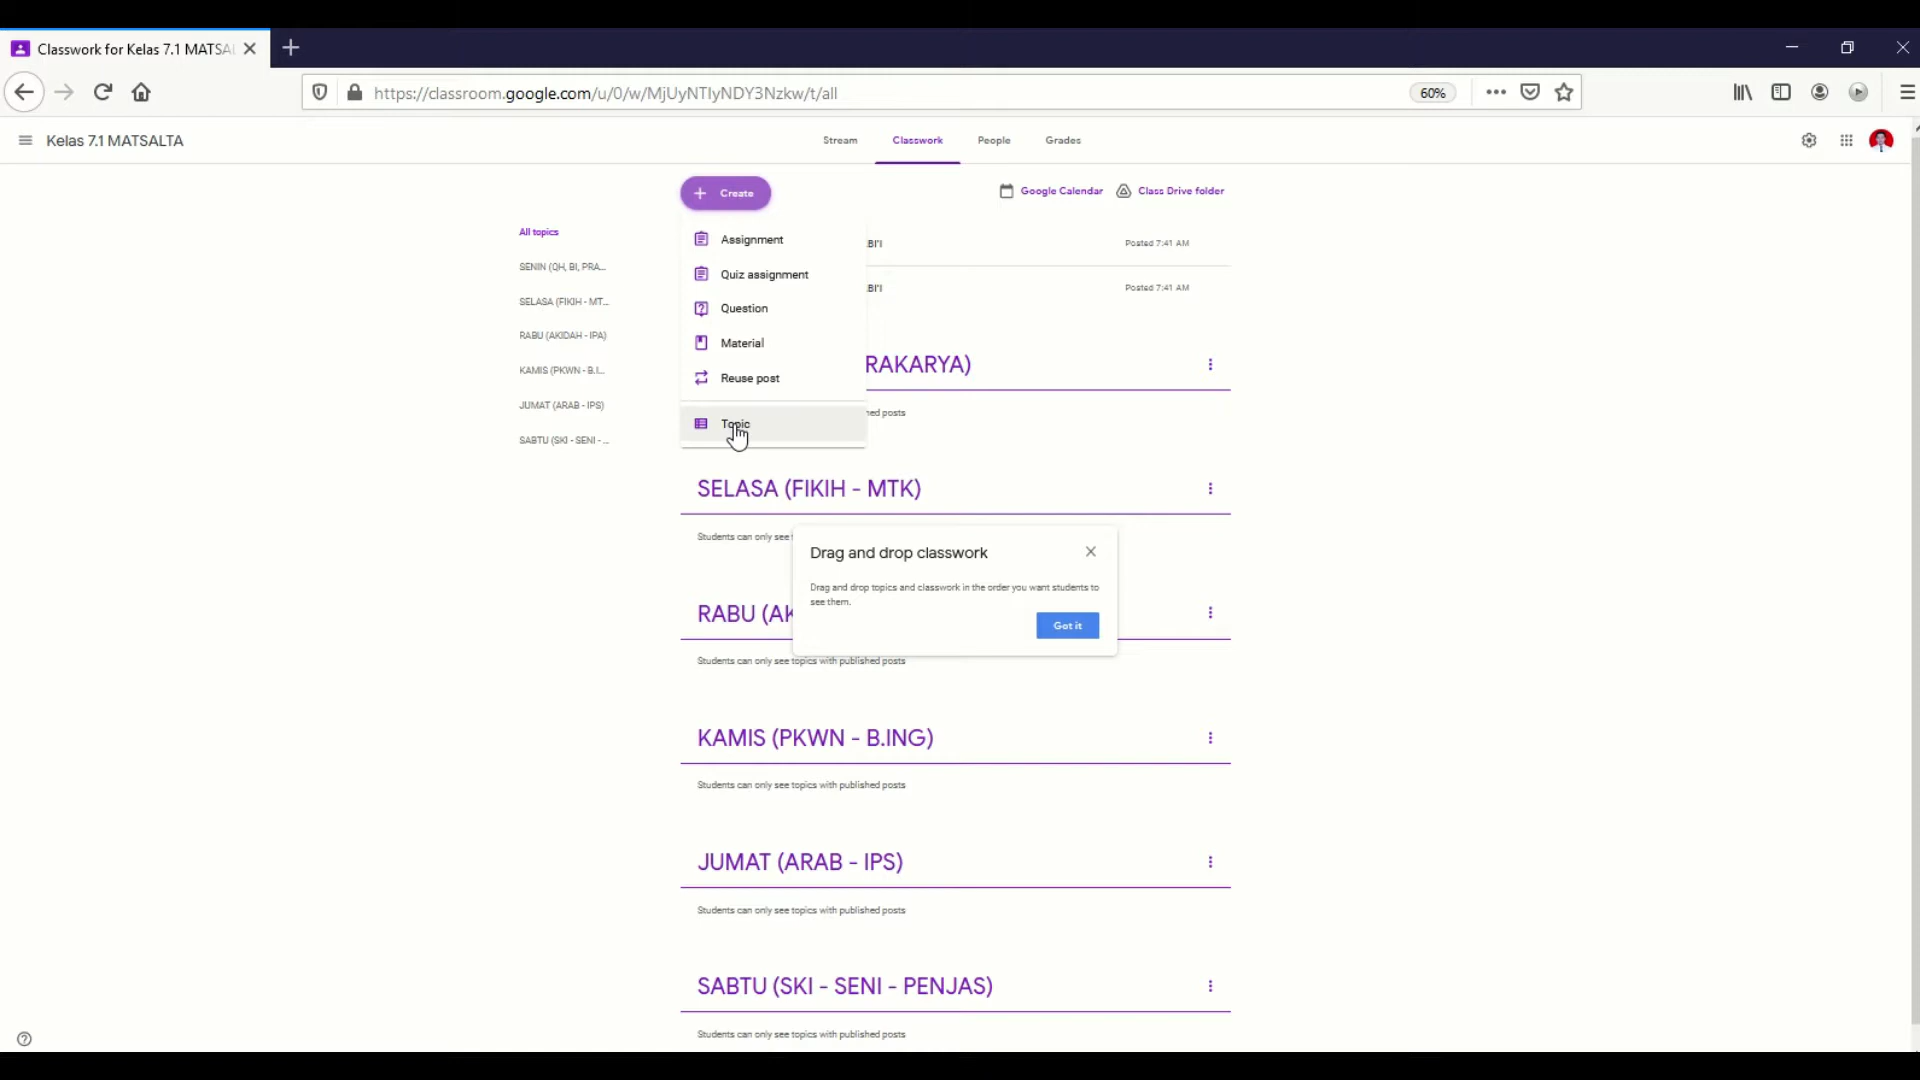 Classwork for Kelas 7.1 MATSAL
https://classroom.google.com/u/0/w/MjUyNTIyNDY3Nzkw/t/all
60%
Kelas 7.1 MATSALTA
Stream
Classwork
People
Grades
Create
Google Calendar
Class Drive folder
All topics
SENIN (QH, BI, PRA...
SELASA (FIKIH - MT...
RABU (AKIDAH - IPA)
KAMIS (PKWN - B.I...
JUMAT (ARAB - IPS)
SABTU (SKI - SENI - ...
Assignment
Quiz assignment
Question
Material
Reuse post
Topic
BI'I
Posted 7:41 AM
BI'I
Posted 7:41 AM
RAKARYA)
hed posts
SELASA (FIKIH - MTK)
Students can only see
Drag and drop classwork
Drag and drop topics and classwork in the order you want students to
see them.
Got it
RABU (AK
Students can only see topics with published posts
KAMIS (PKWN - B.ING)
Students can only see topics with published posts
JUMAT (ARAB - IPS)
Students can only see topics with published posts
SABTU (SKI - SENI - PENJAS)
Students can only see topics with published posts